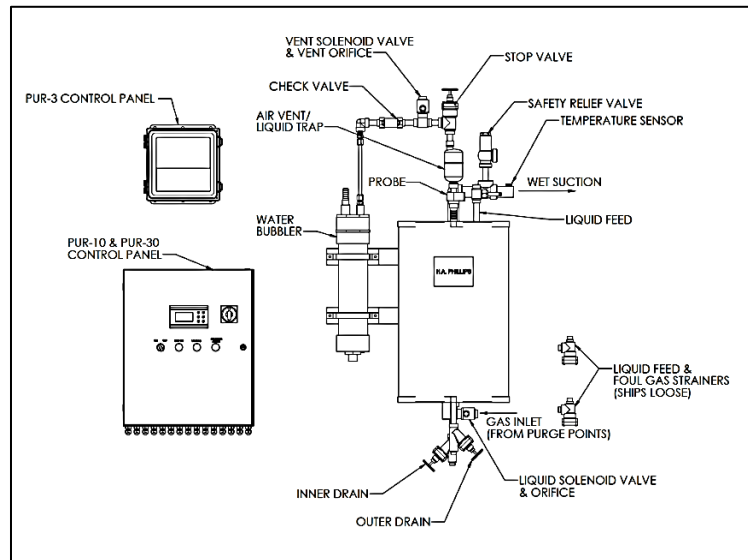 VENT SOLENOID VALVE
& VENT ORIFICE
STOP VALVE
CHECK VALVE
SAFETY RELIEF VALVE
PUR-3 CONTROL PANEL
AIR VENT/
LIQUID TRAP
TEMPERATURE SENSOR
PROBE
WET SUCTION
WATER
BUBBLER
LIQUID FEED
PUR-10 & PUR-30
CONTROL PANEL
H.A. PHILLIPS
LIQUID FEED &
FOUL GAS STRAINERS
(SHIPS LOOSE)
GAS INLET
(FROM PURGE POINTS)
LIQUID SOLENOID VALVE
& ORIFICE
INNER DRAIN
OUTER DRAIN